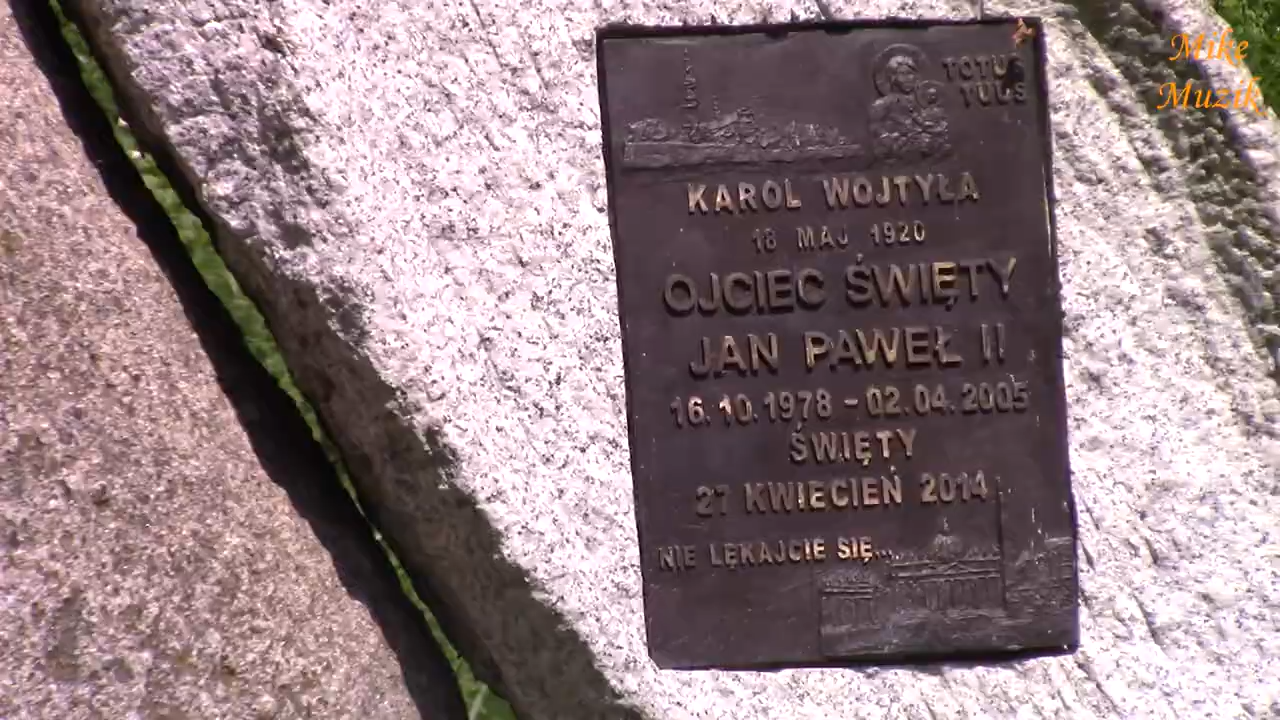 Mike
Muzik
TOTUS
TUUS
KAROL WOJTYŁA
18 MAJ 1920
OJCIEC ŚWIĘTY
JAN PAWEŁ II
16.10.1978 - 02.04.2005
ŚWIĘTY
27 KWIECIEŃ 2014
NIE LĘKAJCIE SIĘ...